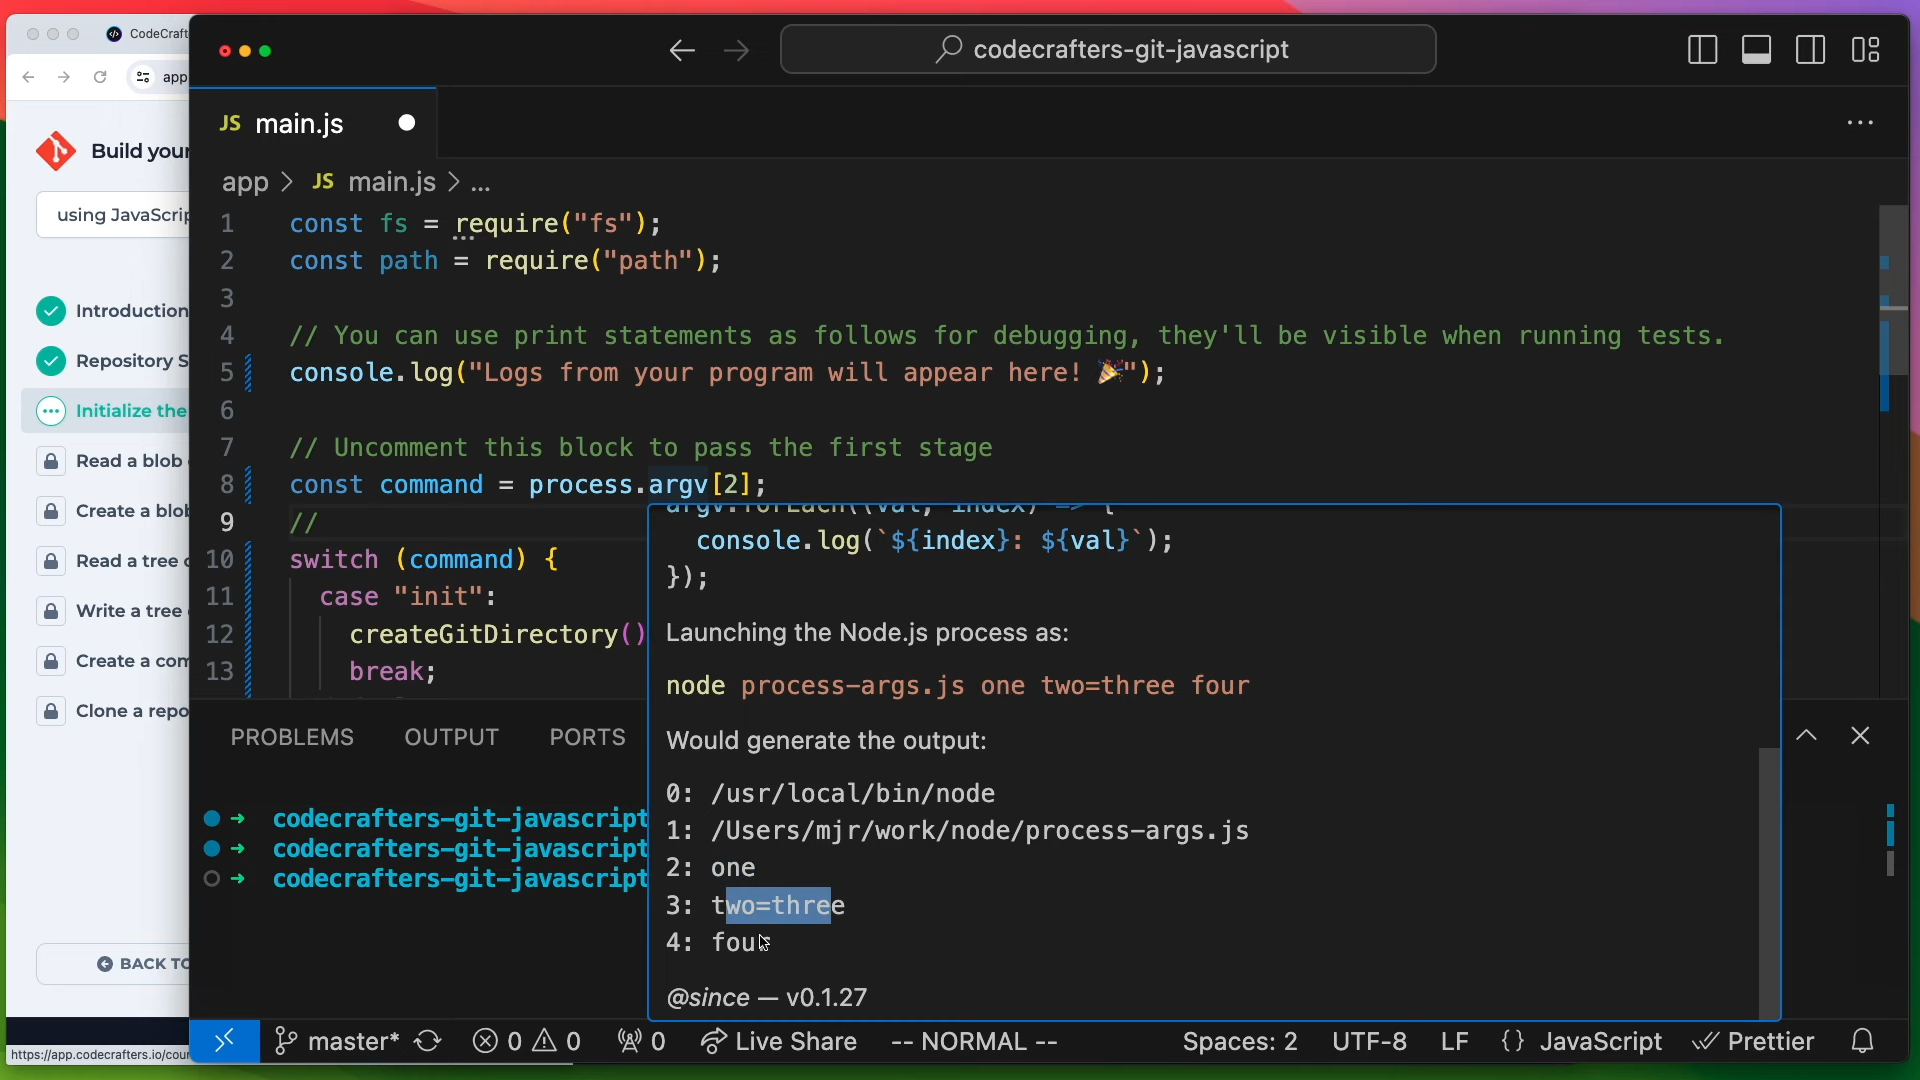 CodeCraft
app
Build your
using JavaScrip
Introduction
Repository S
Initialize the
Read a blob
Create a blob
Read a tree
Write a tree
Create a com
Clone a repo
BACK TO
https://app.codecrafters.io/cour
codecrafters-git-javascript
JS main.js
app > JS main.js > ...
1 const fs = require("fs");
2 const path = require("path");
3
4 // You can use print statements as follows for debugging, they'll be visible when running tests.
5 console.log("Logs from your program will appear here! 🎉");
6
7 // Uncomment this block to pass the first stage
8 const command = process.argv[2];
9 //
10 switch (command) {
11 case "init":
12 createGitDirectory()
13 break;
argv.forEach((val, index) => {
console.log(`${index}: ${val}`);
});
Launching the Node.js process as:
node process-args.js one two=three four
Would generate the output:
0: /usr/local/bin/node
1: /Users/mjr/work/node/process-args.js
2: one
3: two=three
4: four
@since — v0.1.27
PROBLEMS OUTPUT PORTS
➜ codecrafters-git-javascript
➜ codecrafters-git-javascript
➜ codecrafters-git-javascript
master* 0 0 0 Live Share -- NORMAL -- Spaces: 2 UTF-8 LF {} JavaScript Prettier